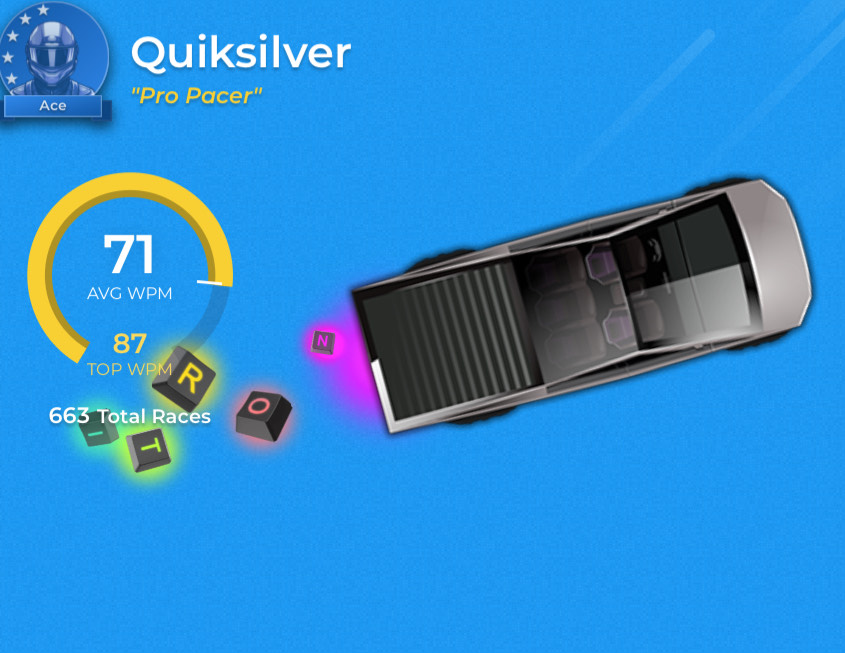 Quiksilver
"Pro Pacer"
Ace
71
AVG WPM
87
TOP WPM
663 Total Races
N
R
O
I
T